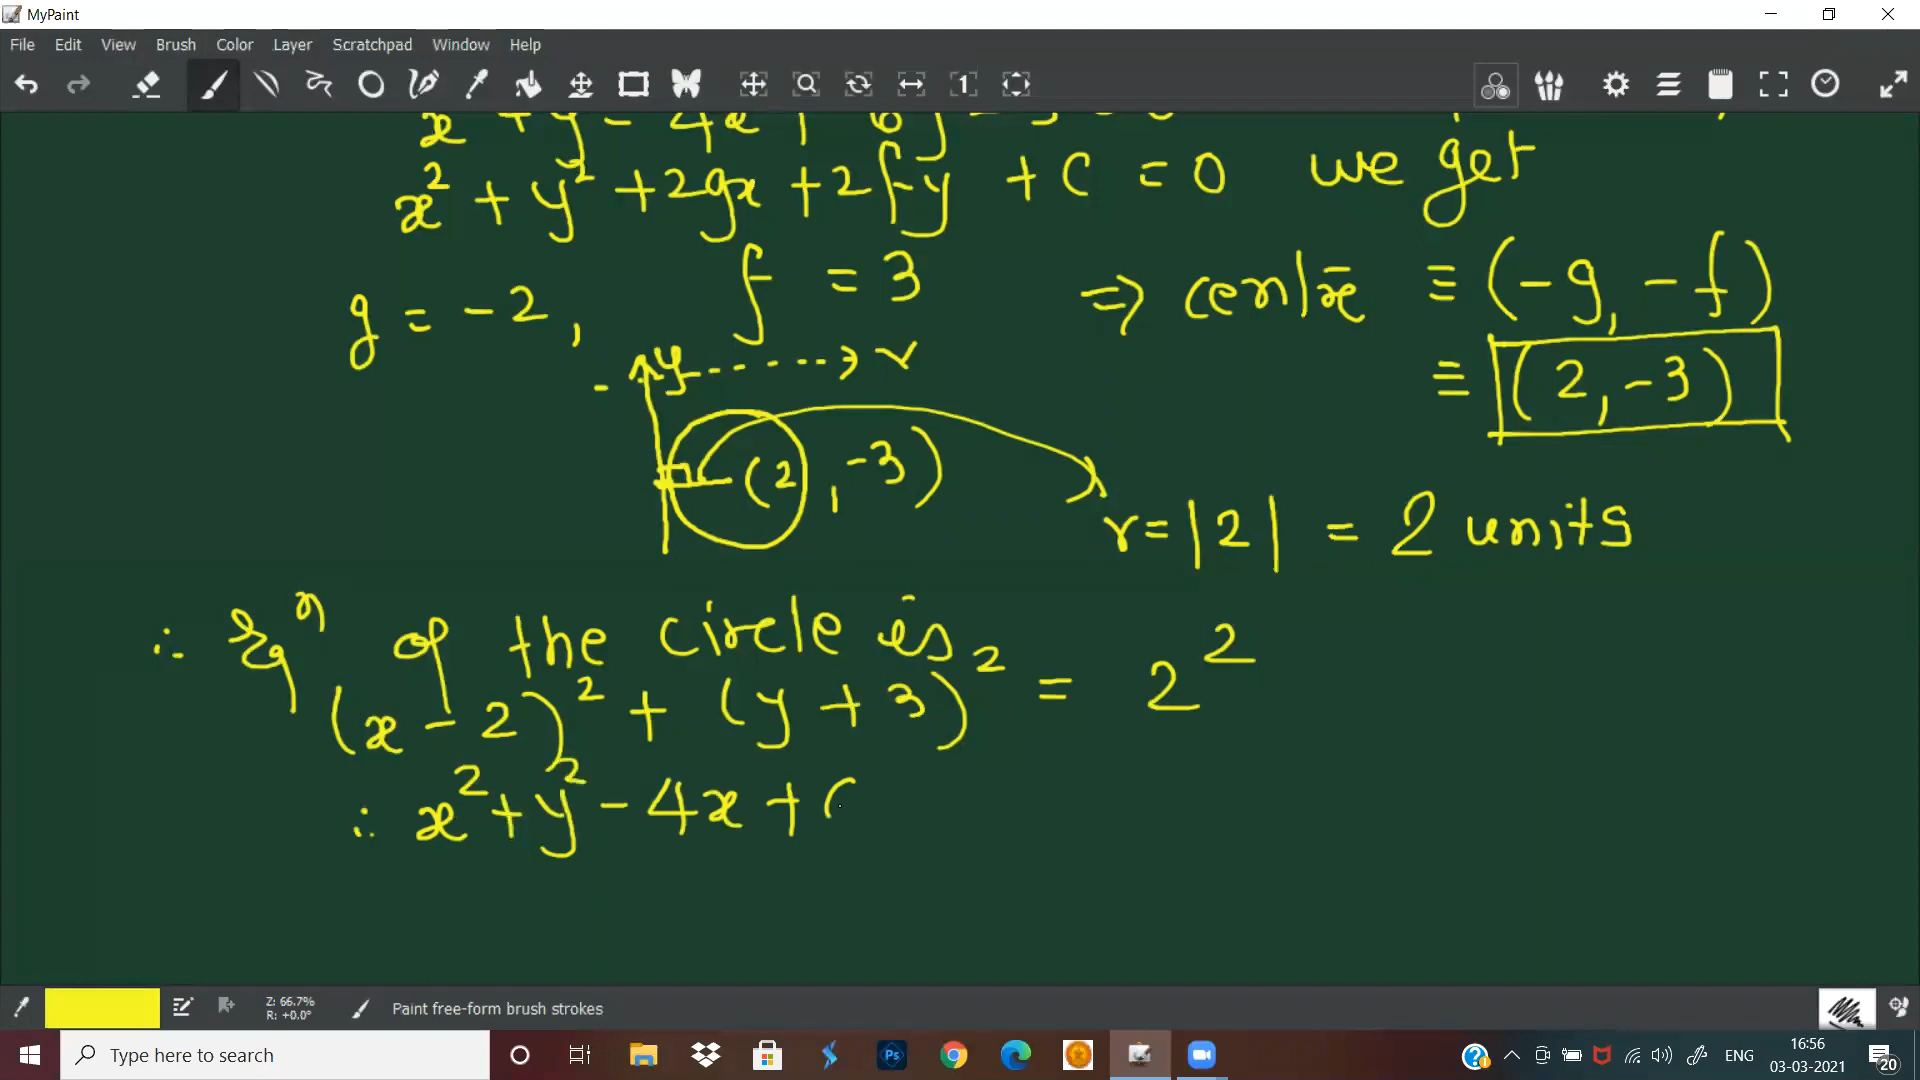 MyPaint
File Edit View Brush Color Layer Scratchpad Window Help
x² + y² + 2gx + 2fy + c = 0 we get
g = -2, f = 3 ⇒ centre ≡ (-g, -f)
y -----> r
≡ (2, -3)
(2, -3)
r = |2| = 2 units
∴ Eqⁿ of the circle is
(x - 2)² + (y + 3)² = 2²
∴ x² + y² - 4x +
Z: 66.7%
R: +0.0°
Paint free-form brush strokes
Type here to search
Ps
ENG
16:56
03-03-2021
20